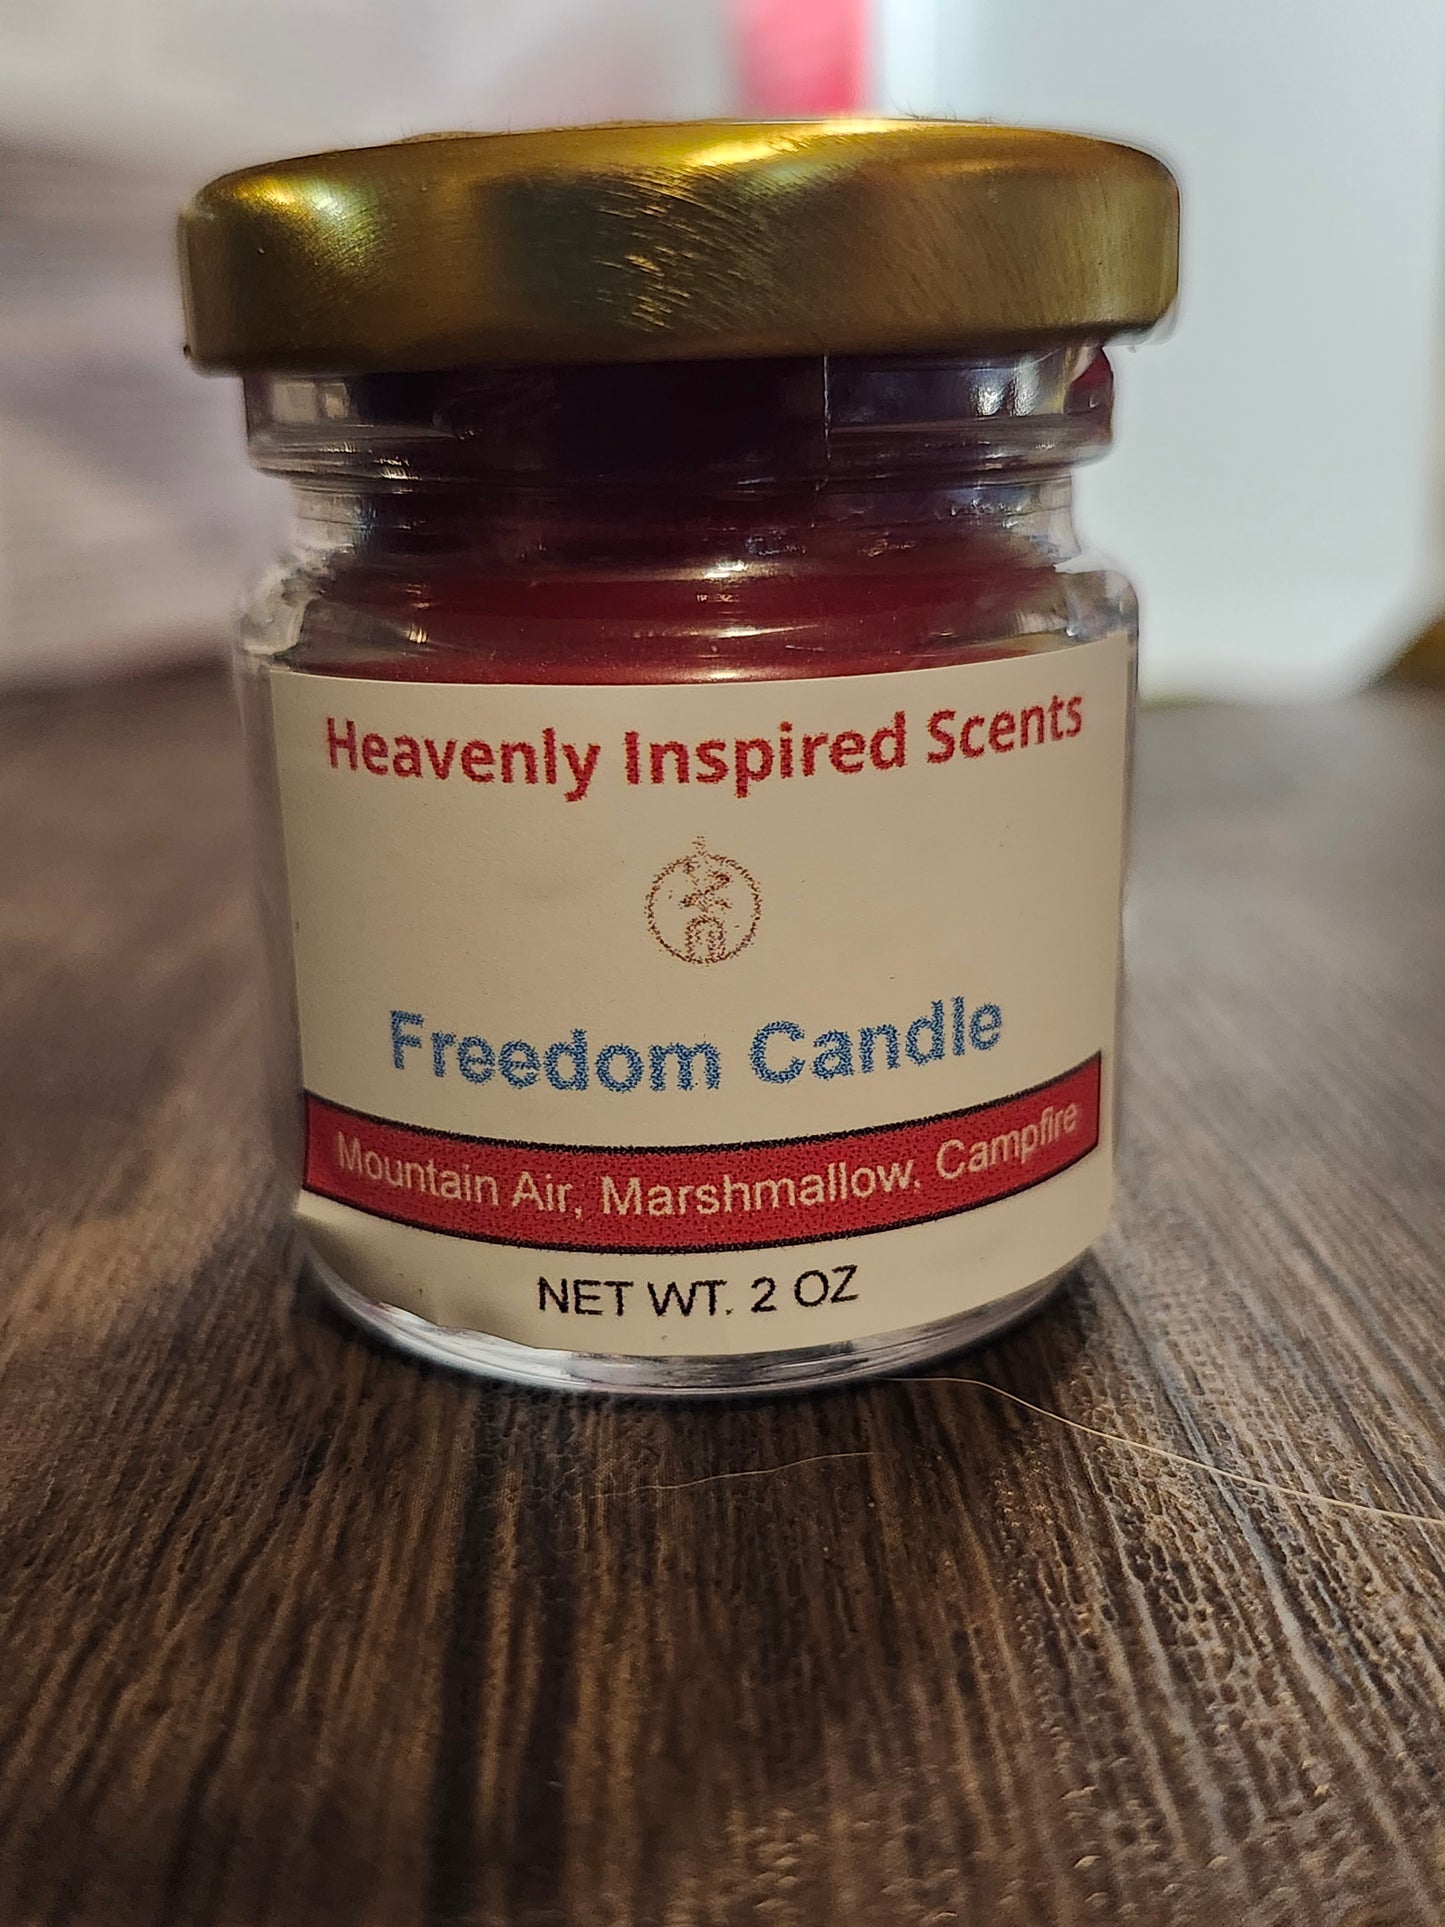 Heavenly Inspired Scents
Freedom Candle
Mountain Air, Marshmallow, Campfire
NET WT. 2 OZ